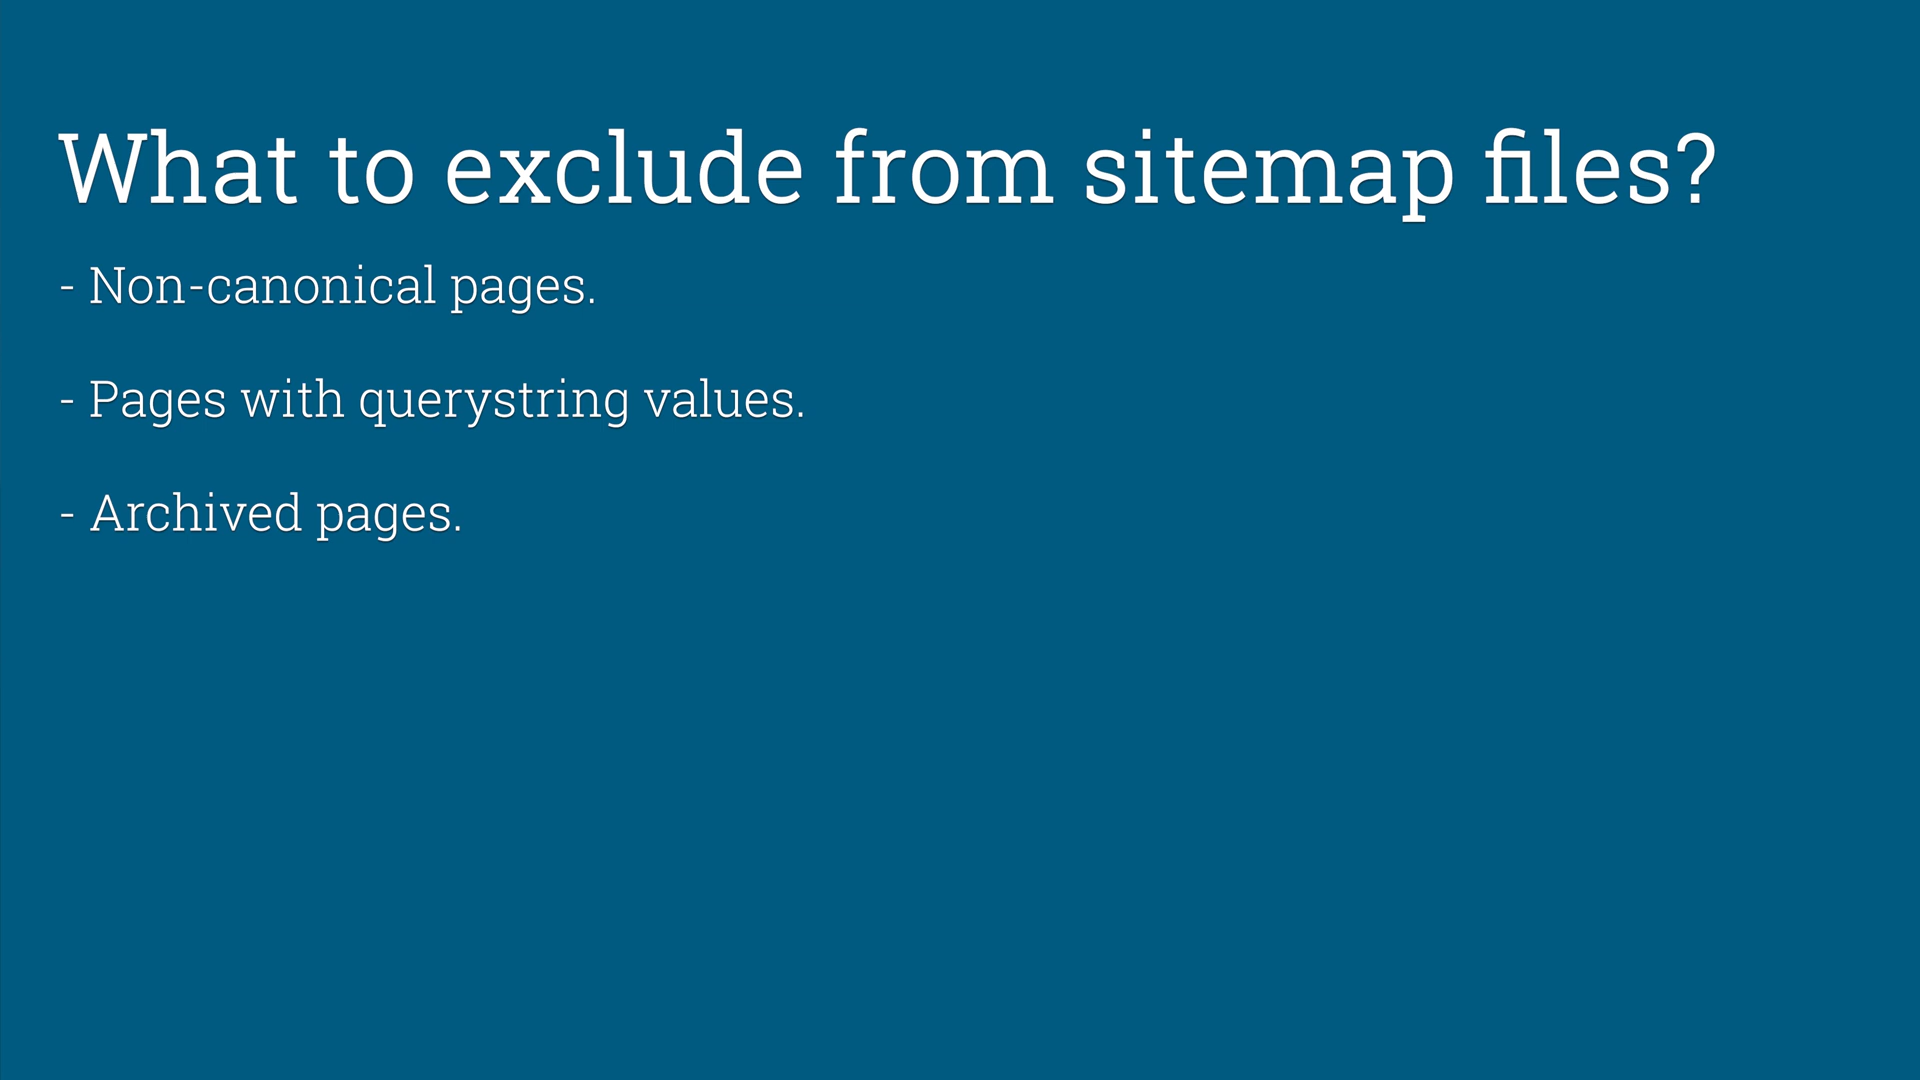 What to exclude from sitemap files?
- Non-canonical pages.
- Pages with querystring values.
- Archived pages.